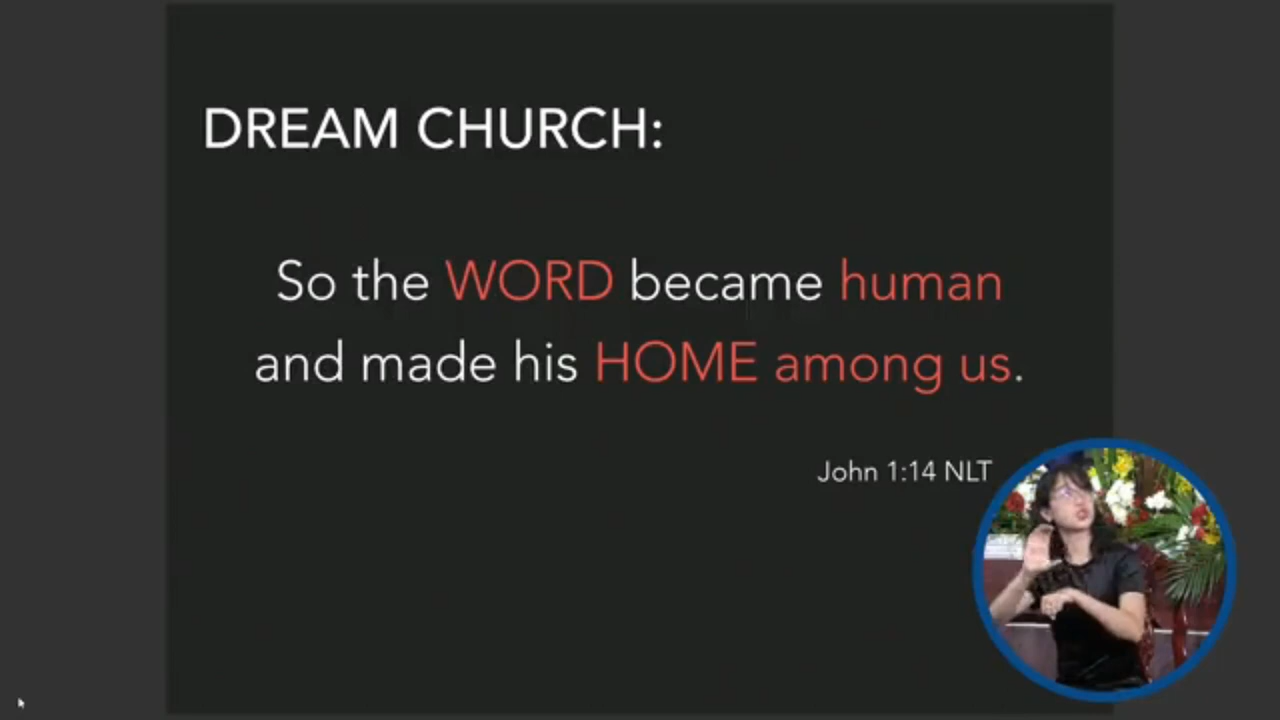 DREAM CHURCH:
So the WORD became human
and made his HOME among us.
John 1:14 NLT